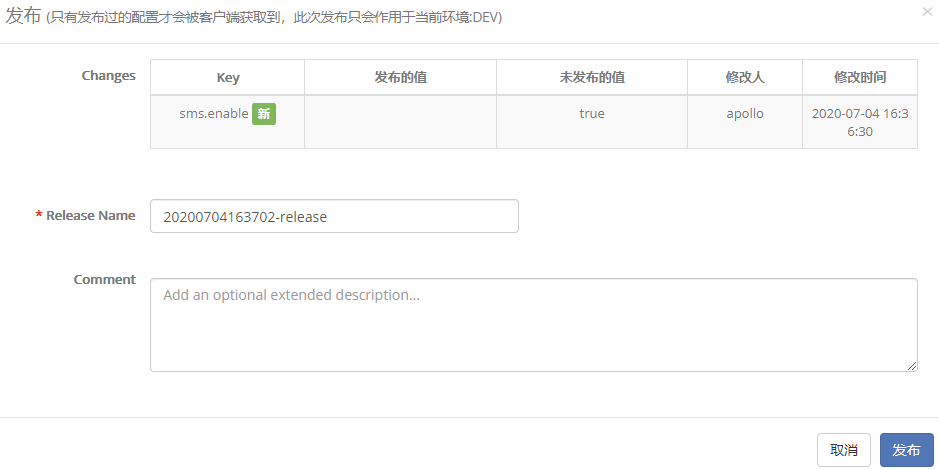 发布 (只有发布过的配置才会被客户端获取到，此次发布只会作用于当前环境:DEV)
×
Changes
Key 发布的值 未发布的值 修改人 修改时间
sms.enable 新 true apollo 2020-07-04 16:3
6:30
* Release Name 20200704163702-release
Comment
Add an optional extended description...
取消 发布